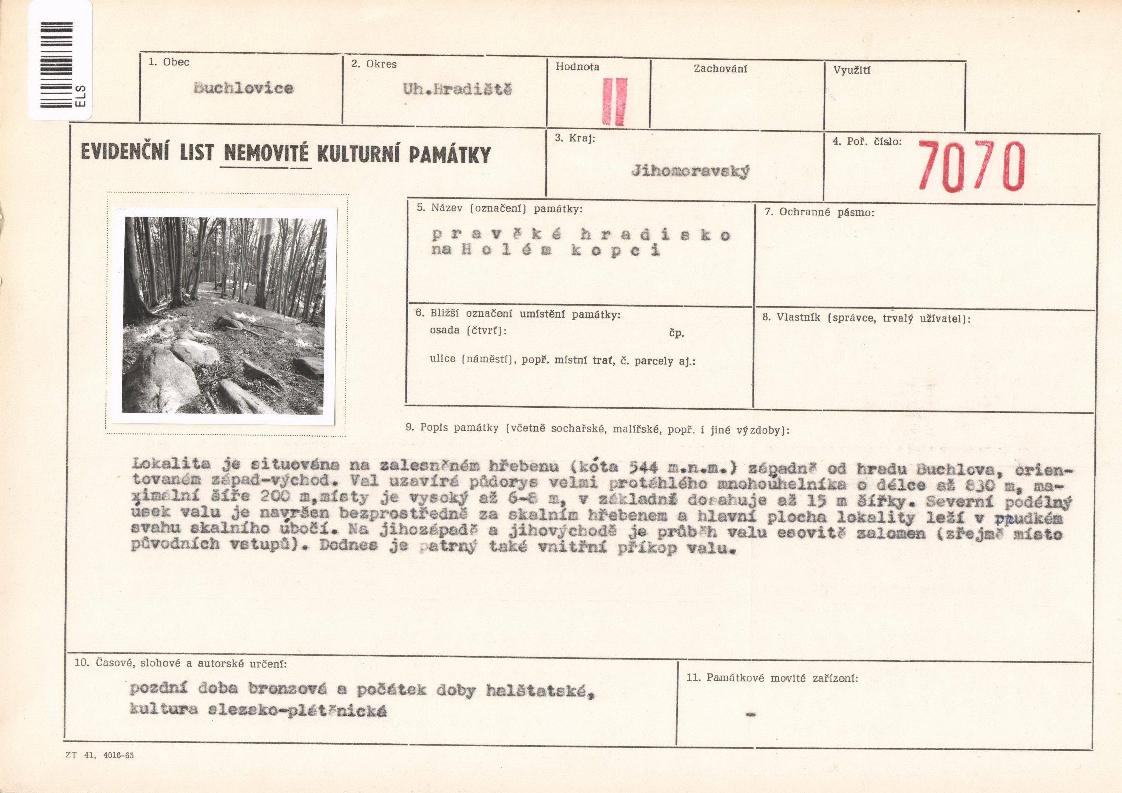 ELS
1. Obec
Buchlovice
2. Okres
Uh.Hradiště
Hodnota
II
Zachování
Využití
EVIDENČNÍ LIST NEMOVITÉ KULTURNÍ PAMÁTKY
3. Kraj:
Jihomoravský
4. Poř. číslo:
7070
5. Název (označení) památky:
p r a v ě k é h r a d i s k o
na H o l é m k o p c i
7. Ochranné pásmo:
6. Bližší označení umístění památky:
osada (čtvrť): čp.
ulice (náměstí), popř. místní trať, č. parcely aj.:
8. Vlastník (správce, trvalý uživatel):
9. Popis památky (včetně sochařské, malířské, popř. i jiné výzdoby):
Lokalita je situována na zalesněném hřebenu (kóta 544 m.n.m.) západně od hradu Buchlova, orien-
tovaném západ-východ. Val uzavírá půdorys velmi protáhlého mnohoúhelníka o délce až 830 m, ma-
ximální šíře 200 m,místy je vysoký až 6-8 m, v základně dosahuje až 15 m šířky. Severní podélný
úsek valu je navršen bezprostředně za skalním hřebenem a hlavní plocha lokality leží v prudkém
svahu skalního úbočí. Na jihozápadě a jihovýchodě je průběh valu esovitě zalomen (zřejmě místo
původních vstupů). Dodnes je patrný také vnitřní příkop valu.
10. Časové, slohové a autorské určení:
pozdní doba bronzová a počátek doby halštatské,
kultura slezsko-plátěnická
11. Památkové movité zařízení:
-
ZT 41, 4016-65